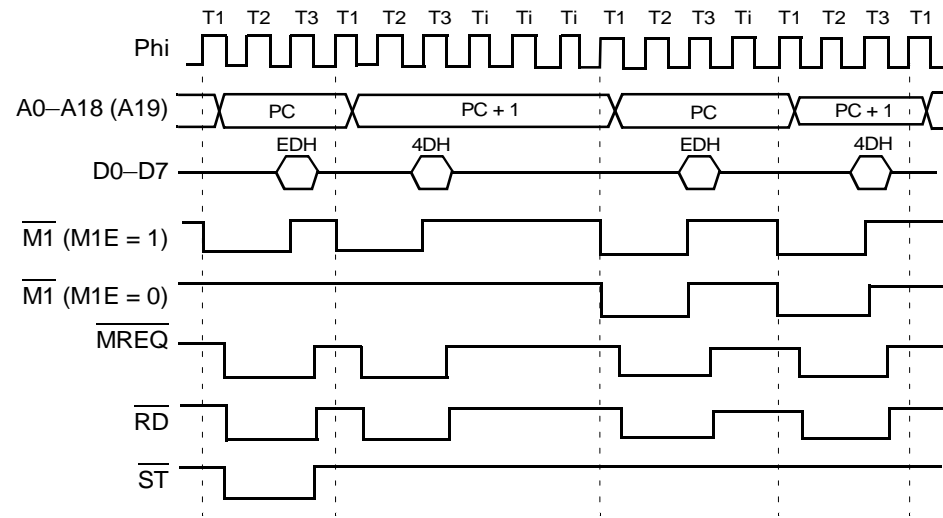 T1 T2 T3 T1 T2 T3 Ti Ti Ti T1 T2 T3 Ti T1 T2 T3 T1
Phi
A0–A18 (A19) PC PC + 1 PC PC + 1
EDH 4DH EDH 4DH
D0–D7
M1 (M1E = 1)
M1 (M1E = 0)
MREQ
RD
ST